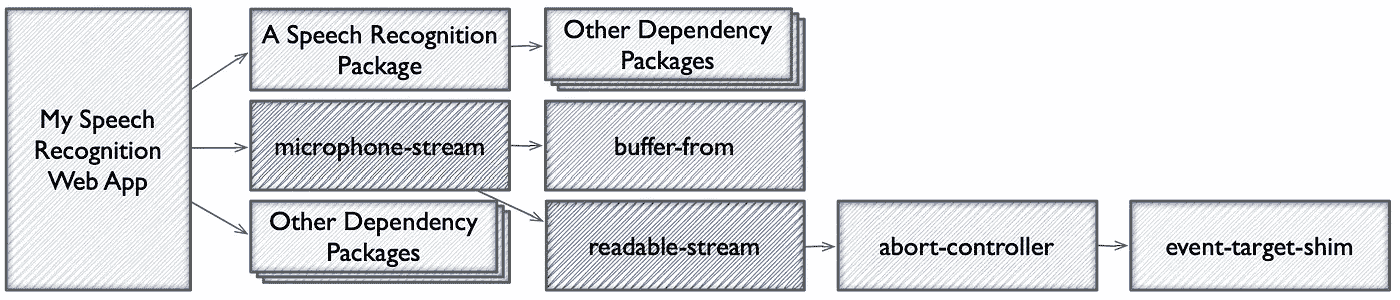 My Speech
Recognition
Web App
A Speech Recognition
Package
Other Dependency
Packages
microphone-stream
buffer-from
Other Dependency
Packages
readable-stream
abort-controller
event-target-shim